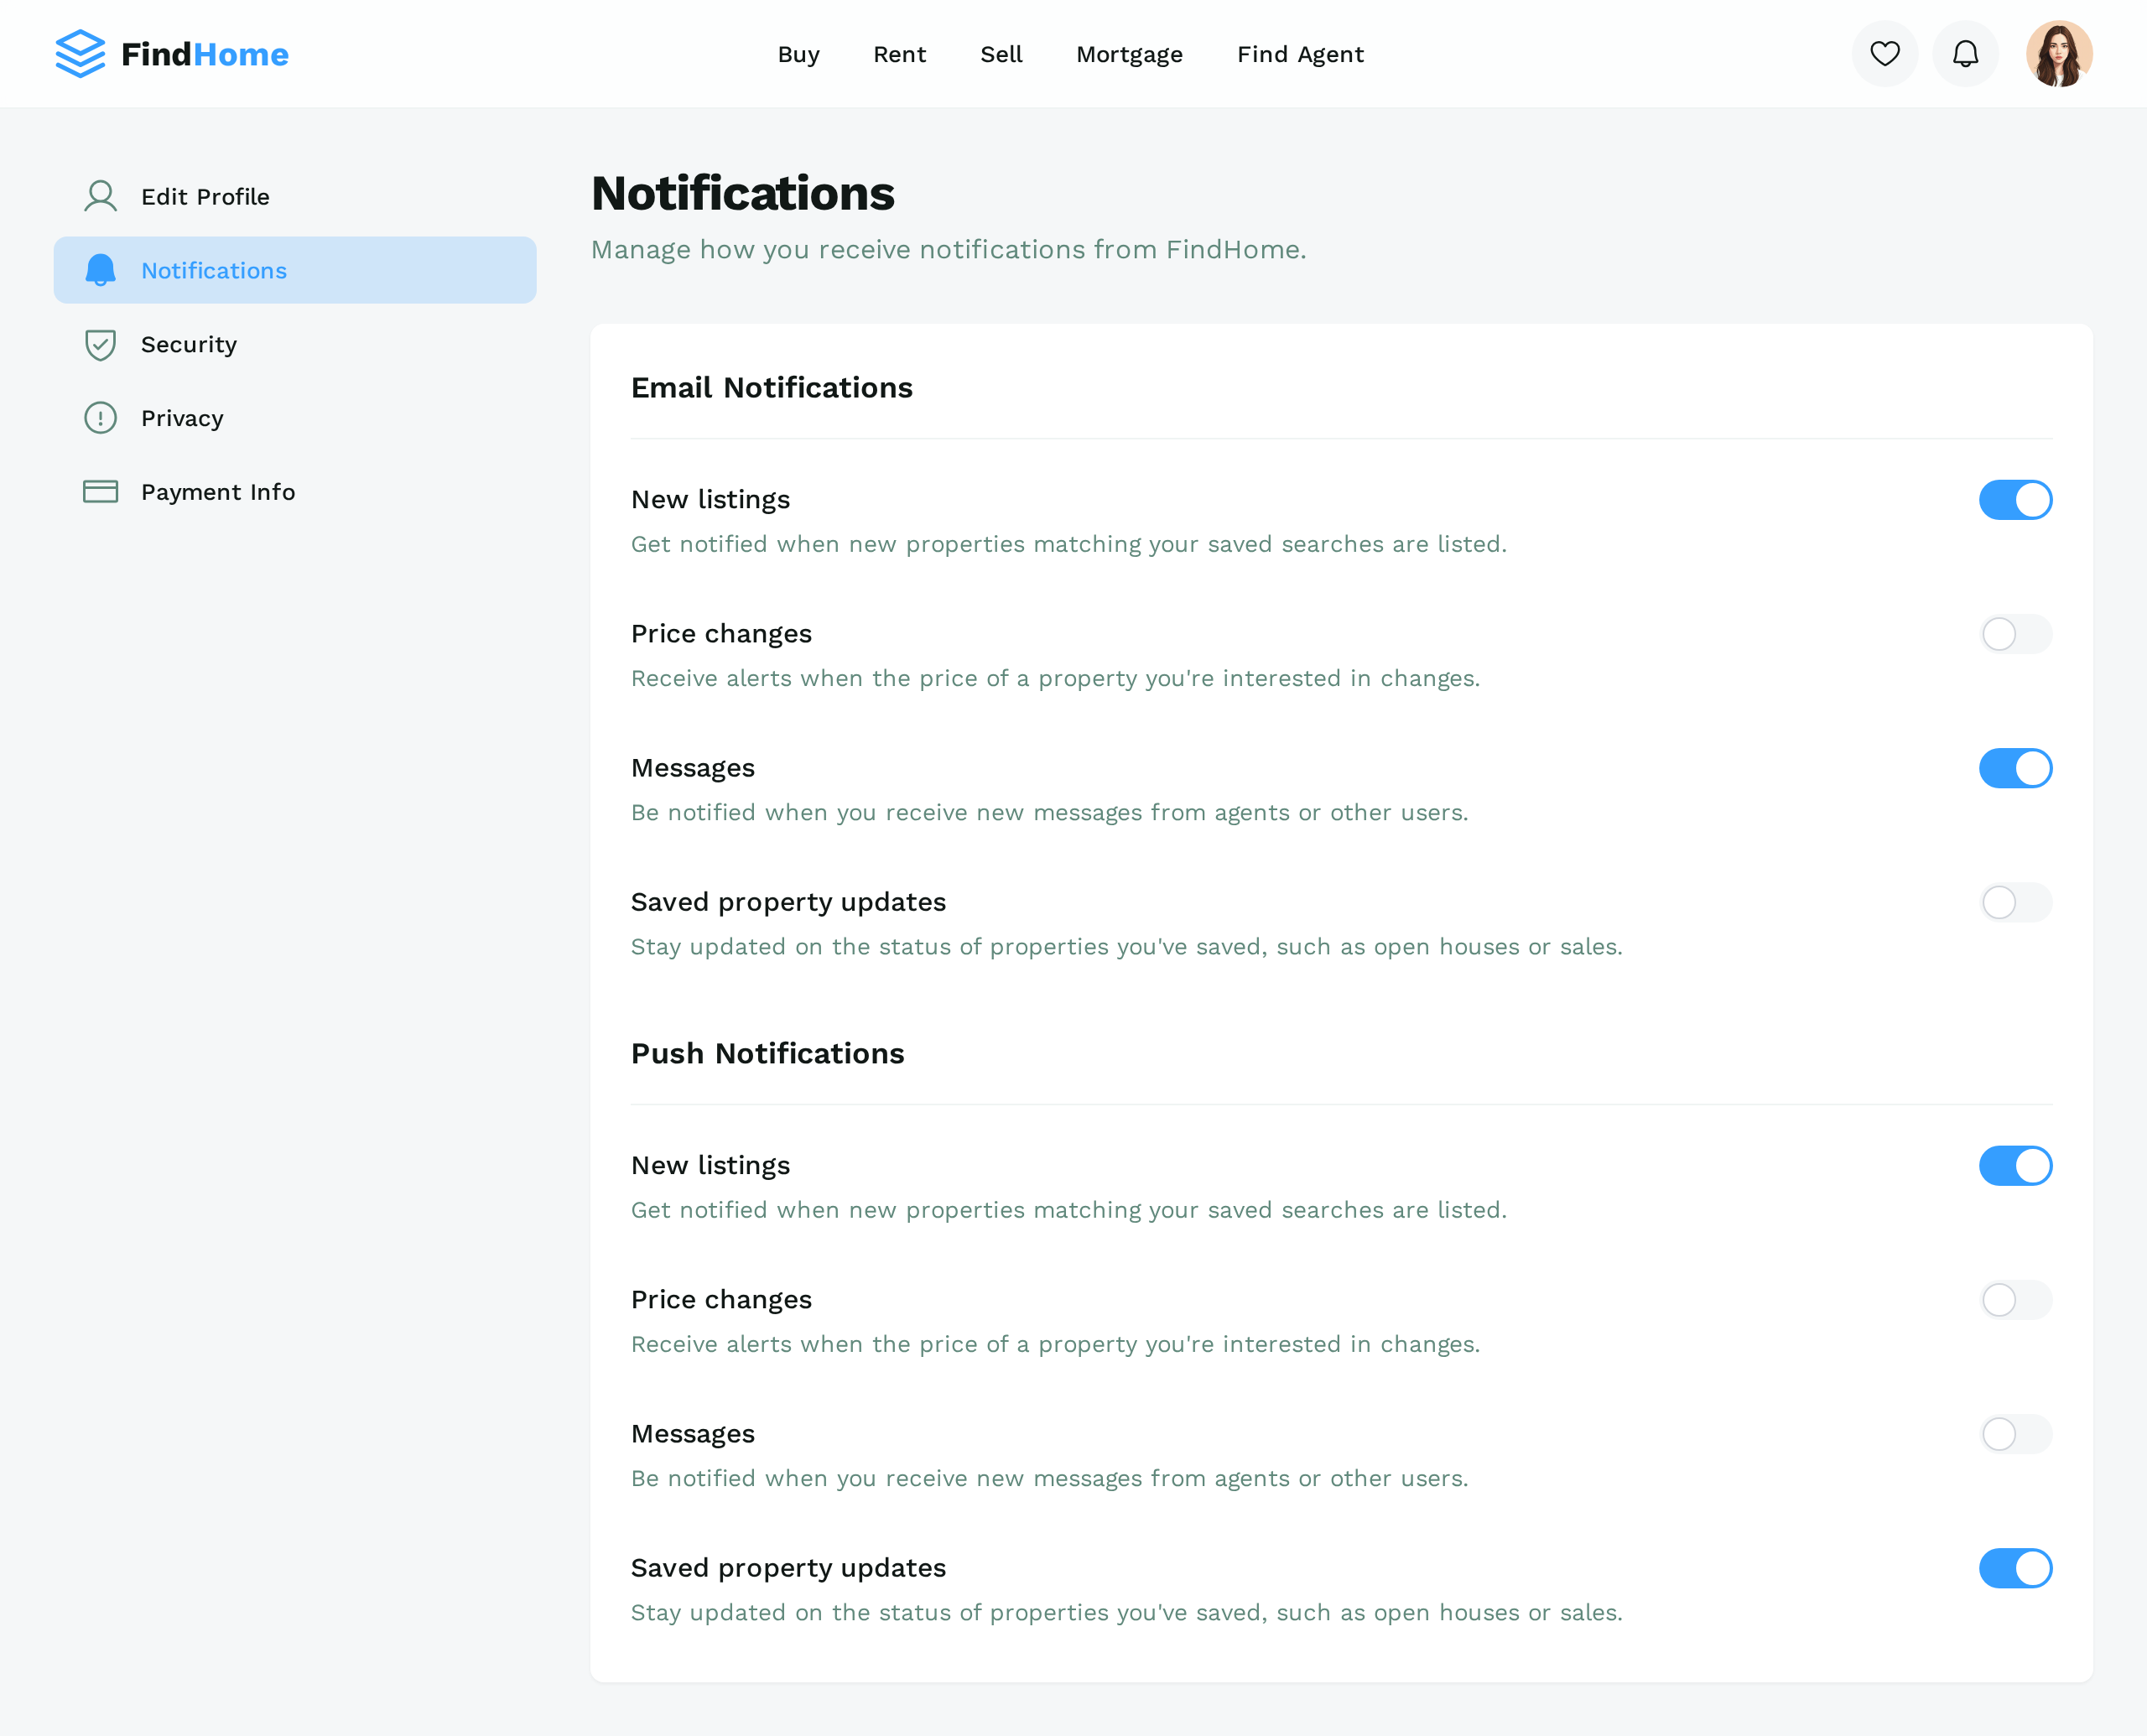 FindHome
Buy Rent Sell Mortgage Find Agent
Edit Profile
Notifications
Security
Privacy
Payment Info
Notifications
Manage how you receive notifications from FindHome.
Email Notifications
New listings
Get notified when new properties matching your saved searches are listed.
Price changes
Receive alerts when the price of a property you're interested in changes.
Messages
Be notified when you receive new messages from agents or other users.
Saved property updates
Stay updated on the status of properties you've saved, such as open houses or sales.
Push Notifications
New listings
Get notified when new properties matching your saved searches are listed.
Price changes
Receive alerts when the price of a property you're interested in changes.
Messages
Be notified when you receive new messages from agents or other users.
Saved property updates
Stay updated on the status of properties you've saved, such as open houses or sales.